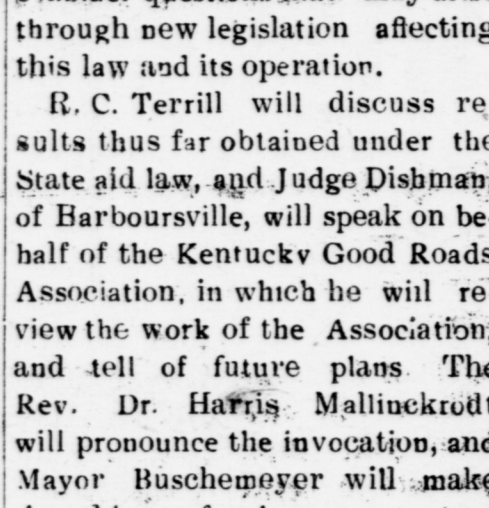 through new legislation affecting
this law and its operation.
R. C. Terrill will discuss re
sults thus far obtained under the
State aid law, and Judge Dishman
of Barboursville, will speak on be
half of the Kentucky Good Roads
Association, in which he will re
view the work of the Association,
and tell of future plans. The
Rev. Dr. Harris Mallinckrodt
will pronounce the invocation, and
Mayor Buschemeyer will make